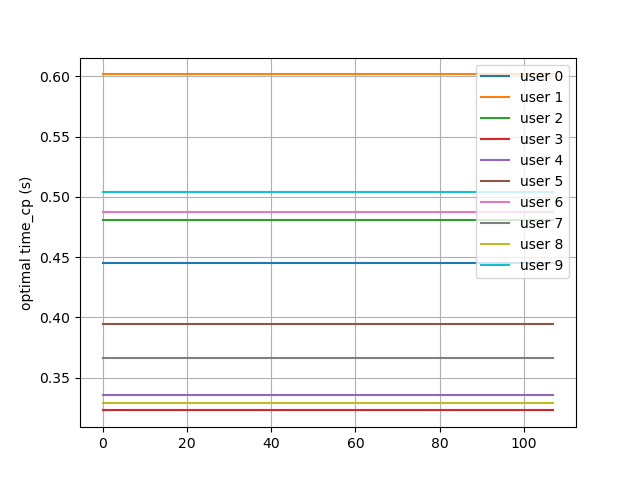 optimal time_cp (s)
0.60
0.55
0.50
0.45
0.40
0.35
0
20
40
60
80
100
user 0
user 1
user 2
user 3
user 4
user 5
user 6
user 7
user 8
user 9